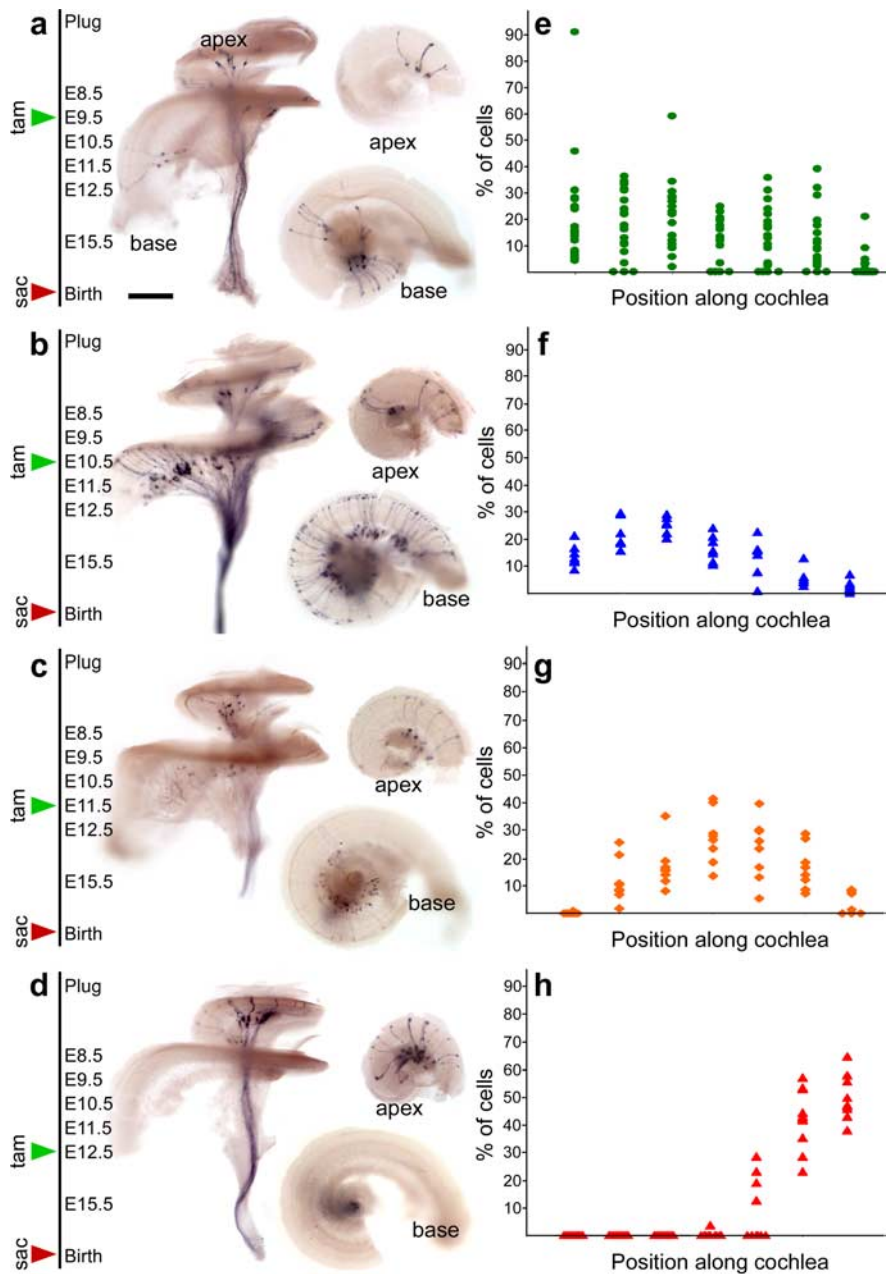 a
Plug
E8.5
tam
E9.5
E10.5
E11.5
E12.5
E15.5
sac
Birth
apex
base
apex
base
e
90
80
70
60
50
40
30
20
10
% of cells
Position along cochlea
b
Plug
E8.5
E9.5
tam
E10.5
E11.5
E12.5
E15.5
sac
Birth
apex
base
f
90
80
70
60
50
40
30
20
10
% of cells
Position along cochlea
c
Plug
E8.5
E9.5
E10.5
tam
E11.5
E12.5
E15.5
sac
Birth
apex
base
g
90
80
70
60
50
40
30
20
10
% of cells
Position along cochlea
d
Plug
E8.5
E9.5
E10.5
E11.5
tam
E12.5
E15.5
sac
Birth
apex
base
h
90
80
70
60
50
40
30
20
10
% of cells
Position along cochlea